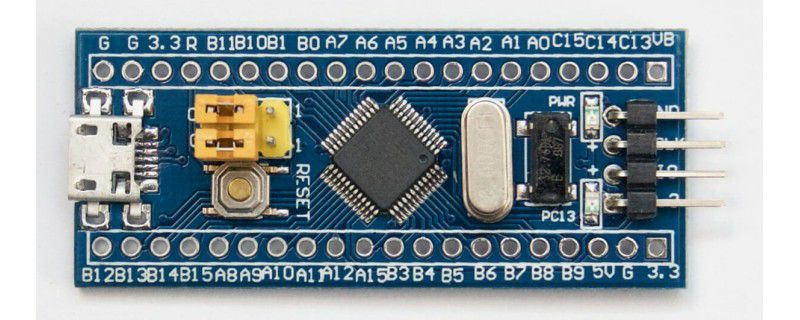 G G 3.3 R B11 B10 B1 B0 A7 A6 A5 A4 A3 A2 A1 A0 C15 C14 C13 VB
PWR
1
1
+
+
RESET
PC13
B12 B13 B14 B15 A8 A9 A10 A11 A12 A15 B3 B4 B5 B6 B7 B8 B9 5V G 3.3